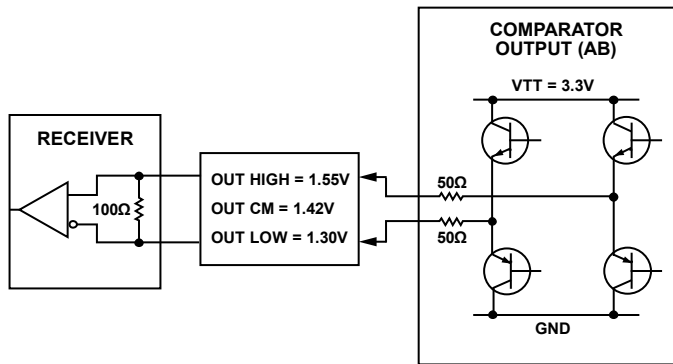 COMPARATOR
OUTPUT (AB)
VTT = 3.3V
RECEIVER
100Ω
OUT HIGH = 1.55V
OUT CM = 1.42V
OUT LOW = 1.30V
50Ω
50Ω
GND